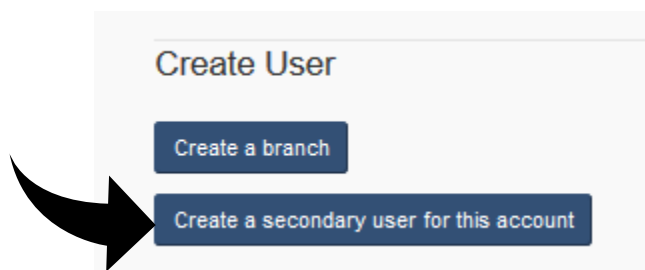 Create User
Create a branch
Create a secondary user for this account